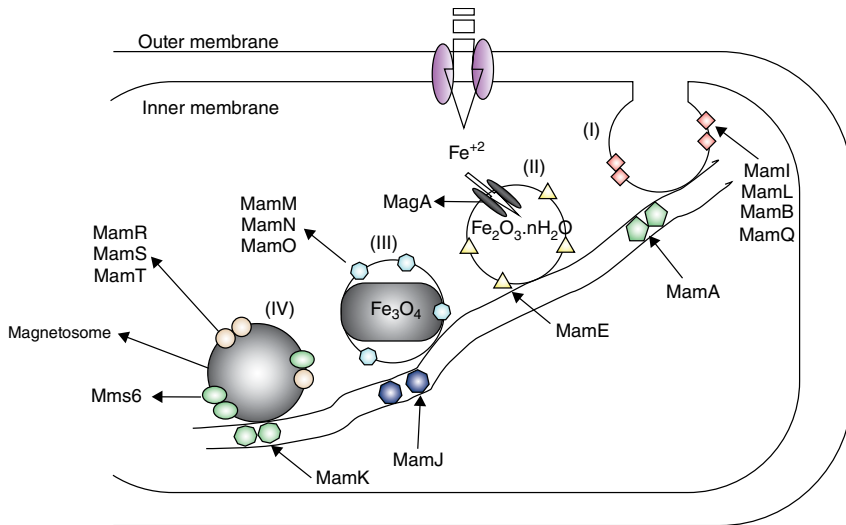 Outer membrane
Inner membrane
Fe+2
(I)
(II)
MamI
MamL
MamB
MamQ
MagA
Fe2O3.nH2O
MamM
MamN
MamO
(III)
MamR
MamS
MamT
MamA
(IV)
Fe3O4
Magnetosome
MamE
Mms6
MamJ
MamK